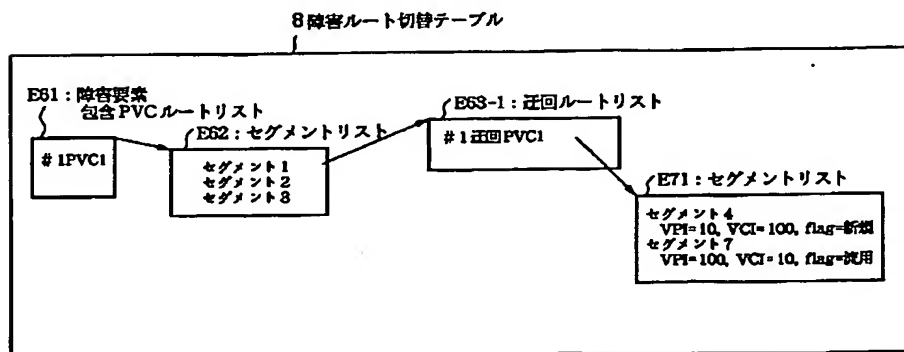 8障害ルート切替テーブル
E61：障害要素
包含PVCルートリスト
#1PVC1
E62：セグメントリスト
セグメント1
セグメント2
セグメント3
E63-1：迂回ルートリスト
#1迂回PVC1
E71：セグメントリスト
セグメント4
VPI=10, VCI=100, flag=新規
セグメント7
VPI=100, VCI=10, flag=流用